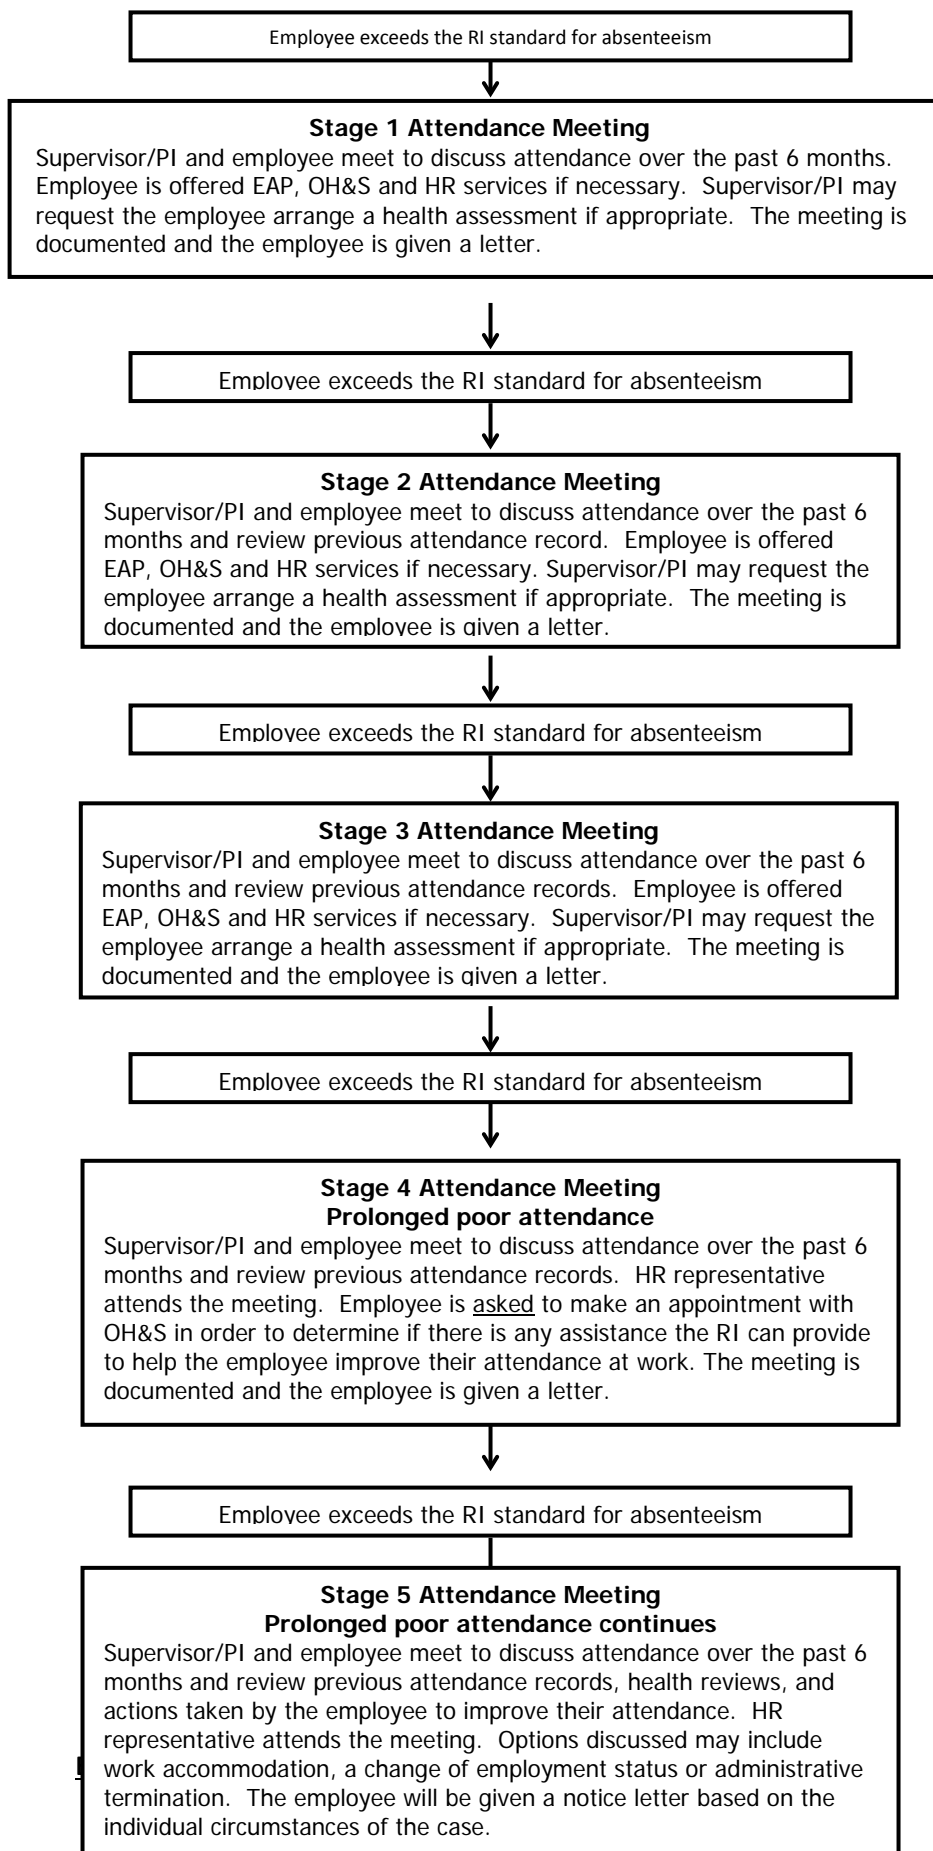 Employee exceeds the RI standard for absenteeism
Stage 1 Attendance Meeting
Supervisor/PI and employee meet to discuss attendance over the past 6 months.
Employee is offered EAP, OH&S and HR services if necessary. Supervisor/PI may
request the employee arrange a health assessment if appropriate. The meeting is
documented and the employee is given a letter.
Employee exceeds the RI standard for absenteeism
Stage 2 Attendance Meeting
Supervisor/PI and employee meet to discuss attendance over the past 6
months and review previous attendance record. Employee is offered
EAP, OH&S and HR services if necessary. Supervisor/PI may request the
employee arrange a health assessment if appropriate. The meeting is
documented and the employee is given a letter.
Employee exceeds the RI standard for absenteeism
Stage 3 Attendance Meeting
Supervisor/PI and employee meet to discuss attendance over the past 6
months and review previous attendance records. Employee is offered
EAP, OH&S and HR services if necessary. Supervisor/PI may request the
employee arrange a health assessment if appropriate. The meeting is
documented and the employee is given a letter.
Employee exceeds the RI standard for absenteeism
Stage 4 Attendance Meeting
Prolonged poor attendance
Supervisor/PI and employee meet to discuss attendance over the past 6
months and review previous attendance records. HR representative
attends the meeting. Employee is asked to make an appointment with
OH&S in order to determine if there is any assistance the RI can provide
to help the employee improve their attendance at work. The meeting is
documented and the employee is given a letter.
Employee exceeds the RI standard for absenteeism
Stage 5 Attendance Meeting
Prolonged poor attendance continues
Supervisor/PI and employee meet to discuss attendance over the past 6
months and review previous attendance records, health reviews, and
actions taken by the employee to improve their attendance. HR
representative attends the meeting. Options discussed may include
work accommodation, a change of employment status or administrative
termination. The employee will be given a notice letter based on the
individual circumstances of the case.